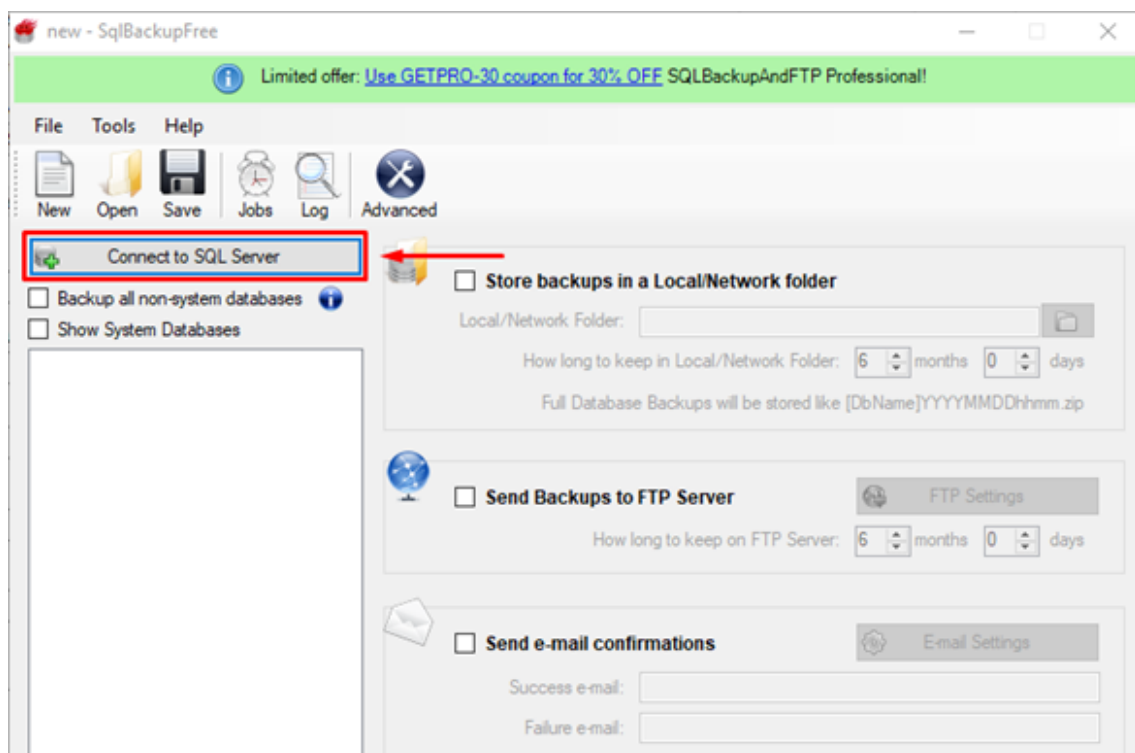 new - SqlBackupFree
Limited offer: Use GETPRO-30 coupon for 30% OFF SQLBackupAndFTP Professional!
File Tools Help
New Open Save Jobs Log Advanced
Connect to SQL Server
Backup all non-system databases
Show System Databases
Store backups in a Local/Network folder
Local/Network Folder:
How long to keep in Local/Network Folder: 6 months 0 days
Full Database Backups will be stored like [DbName]YYYYMMDDhhmm.zip
Send Backups to FTP Server FTP Settings
How long to keep on FTP Server: 6 months 0 days
Send e-mail confirmations E-mail Settings
Success e-mail:
Failure e-mail: